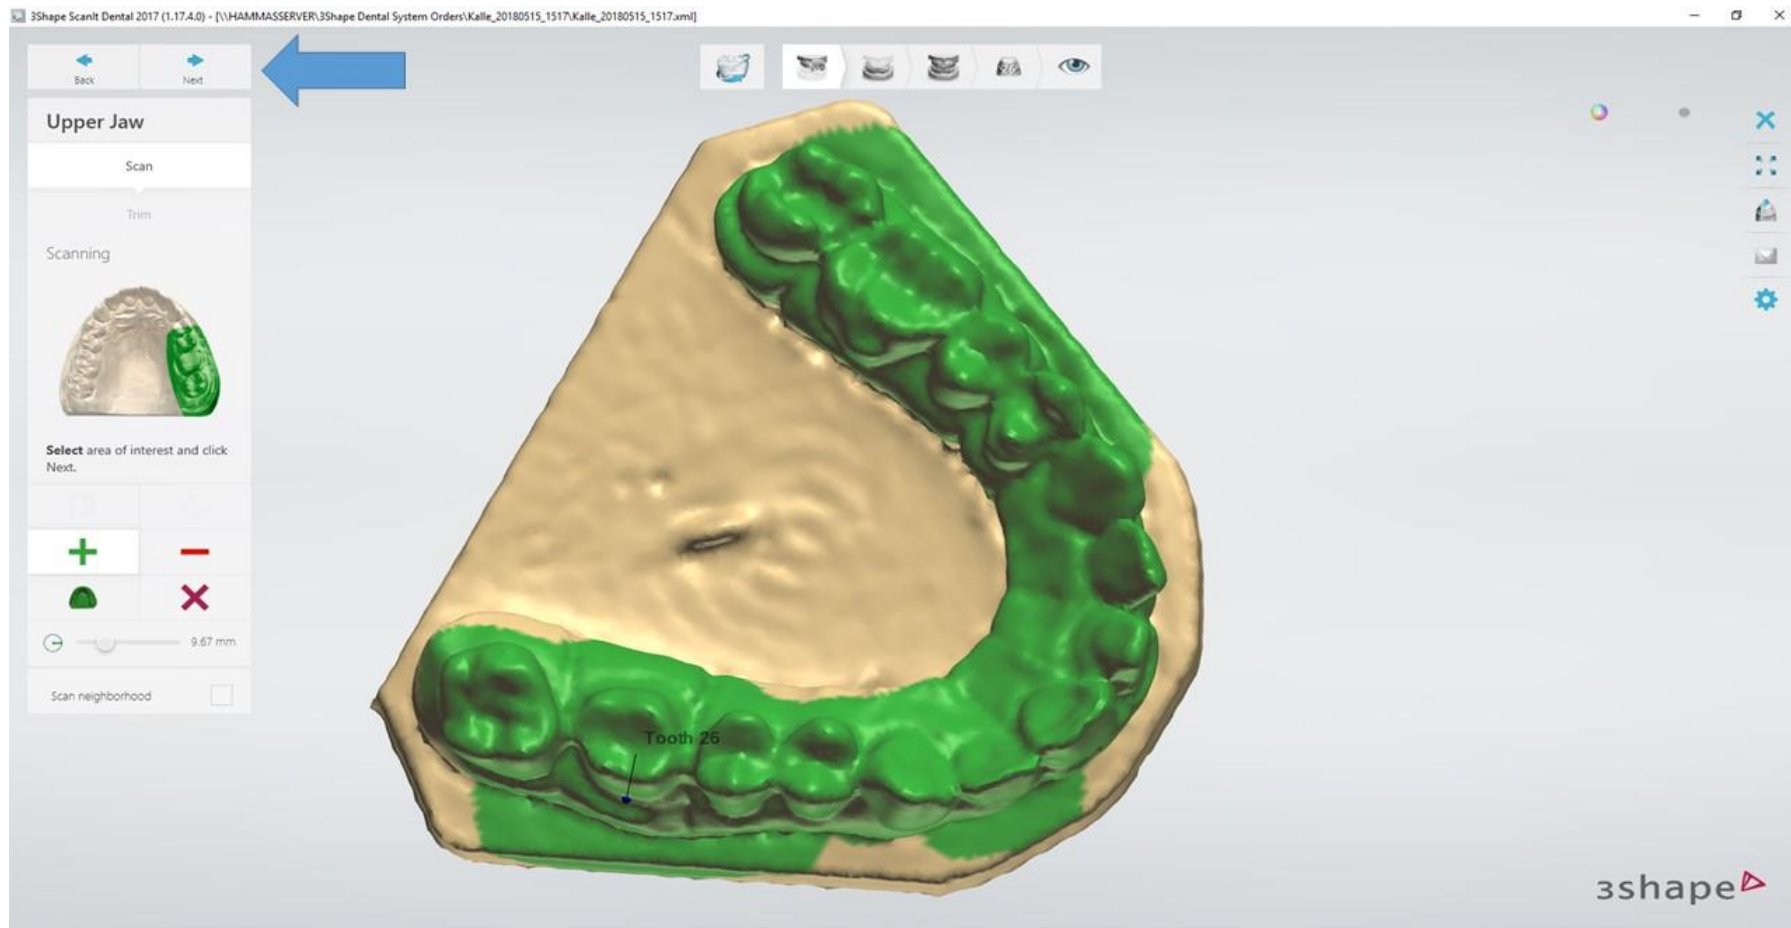 3Shape ScanIt Dental 2017 (1.17.4.0) - [\\HAMMASSERVER\3Shape Dental System Orders\Kalle_20180515_1517\Kalle_20180515_1517.xml]
Back
Next
Upper Jaw
Scan
Trim
Scanning
Select area of interest and click
Next.
9.67 mm
Scan neighborhood
Tooth 26
3shape